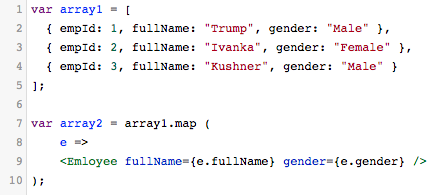 1 var array1 = [
2   { empId: 1, fullName: "Trump", gender: "Male" },
3   { empId: 2, fullName: "Ivanka", gender: "Female" },
4   { empId: 3, fullName: "Kushner", gender: "Male" }
5 ];
6
7 var array2 = array1.map (
8     e =>
9     <Emloyee fullName={e.fullName} gender={e.gender} />
10 );